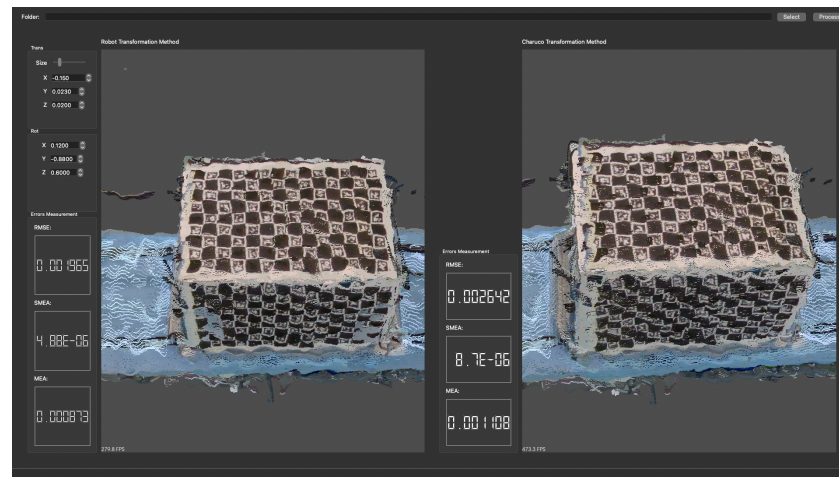 Folder:
Select
Process
Robot Transformation Method
Charuco Transformation Method
Trans
Size
X -0.150
Y 0.0230
Z 0.0200
Rot
X 0.1200
Y -0.8800
Z 0.6000
Errors Measurement
RMSE:
0.001965
SMEA:
4.88E-06
MEA:
0.000873
279.8 FPS
Errors Measurement
RMSE:
0.002642
SMEA:
8.7E-06
MEA:
0.001108
473.3 FPS